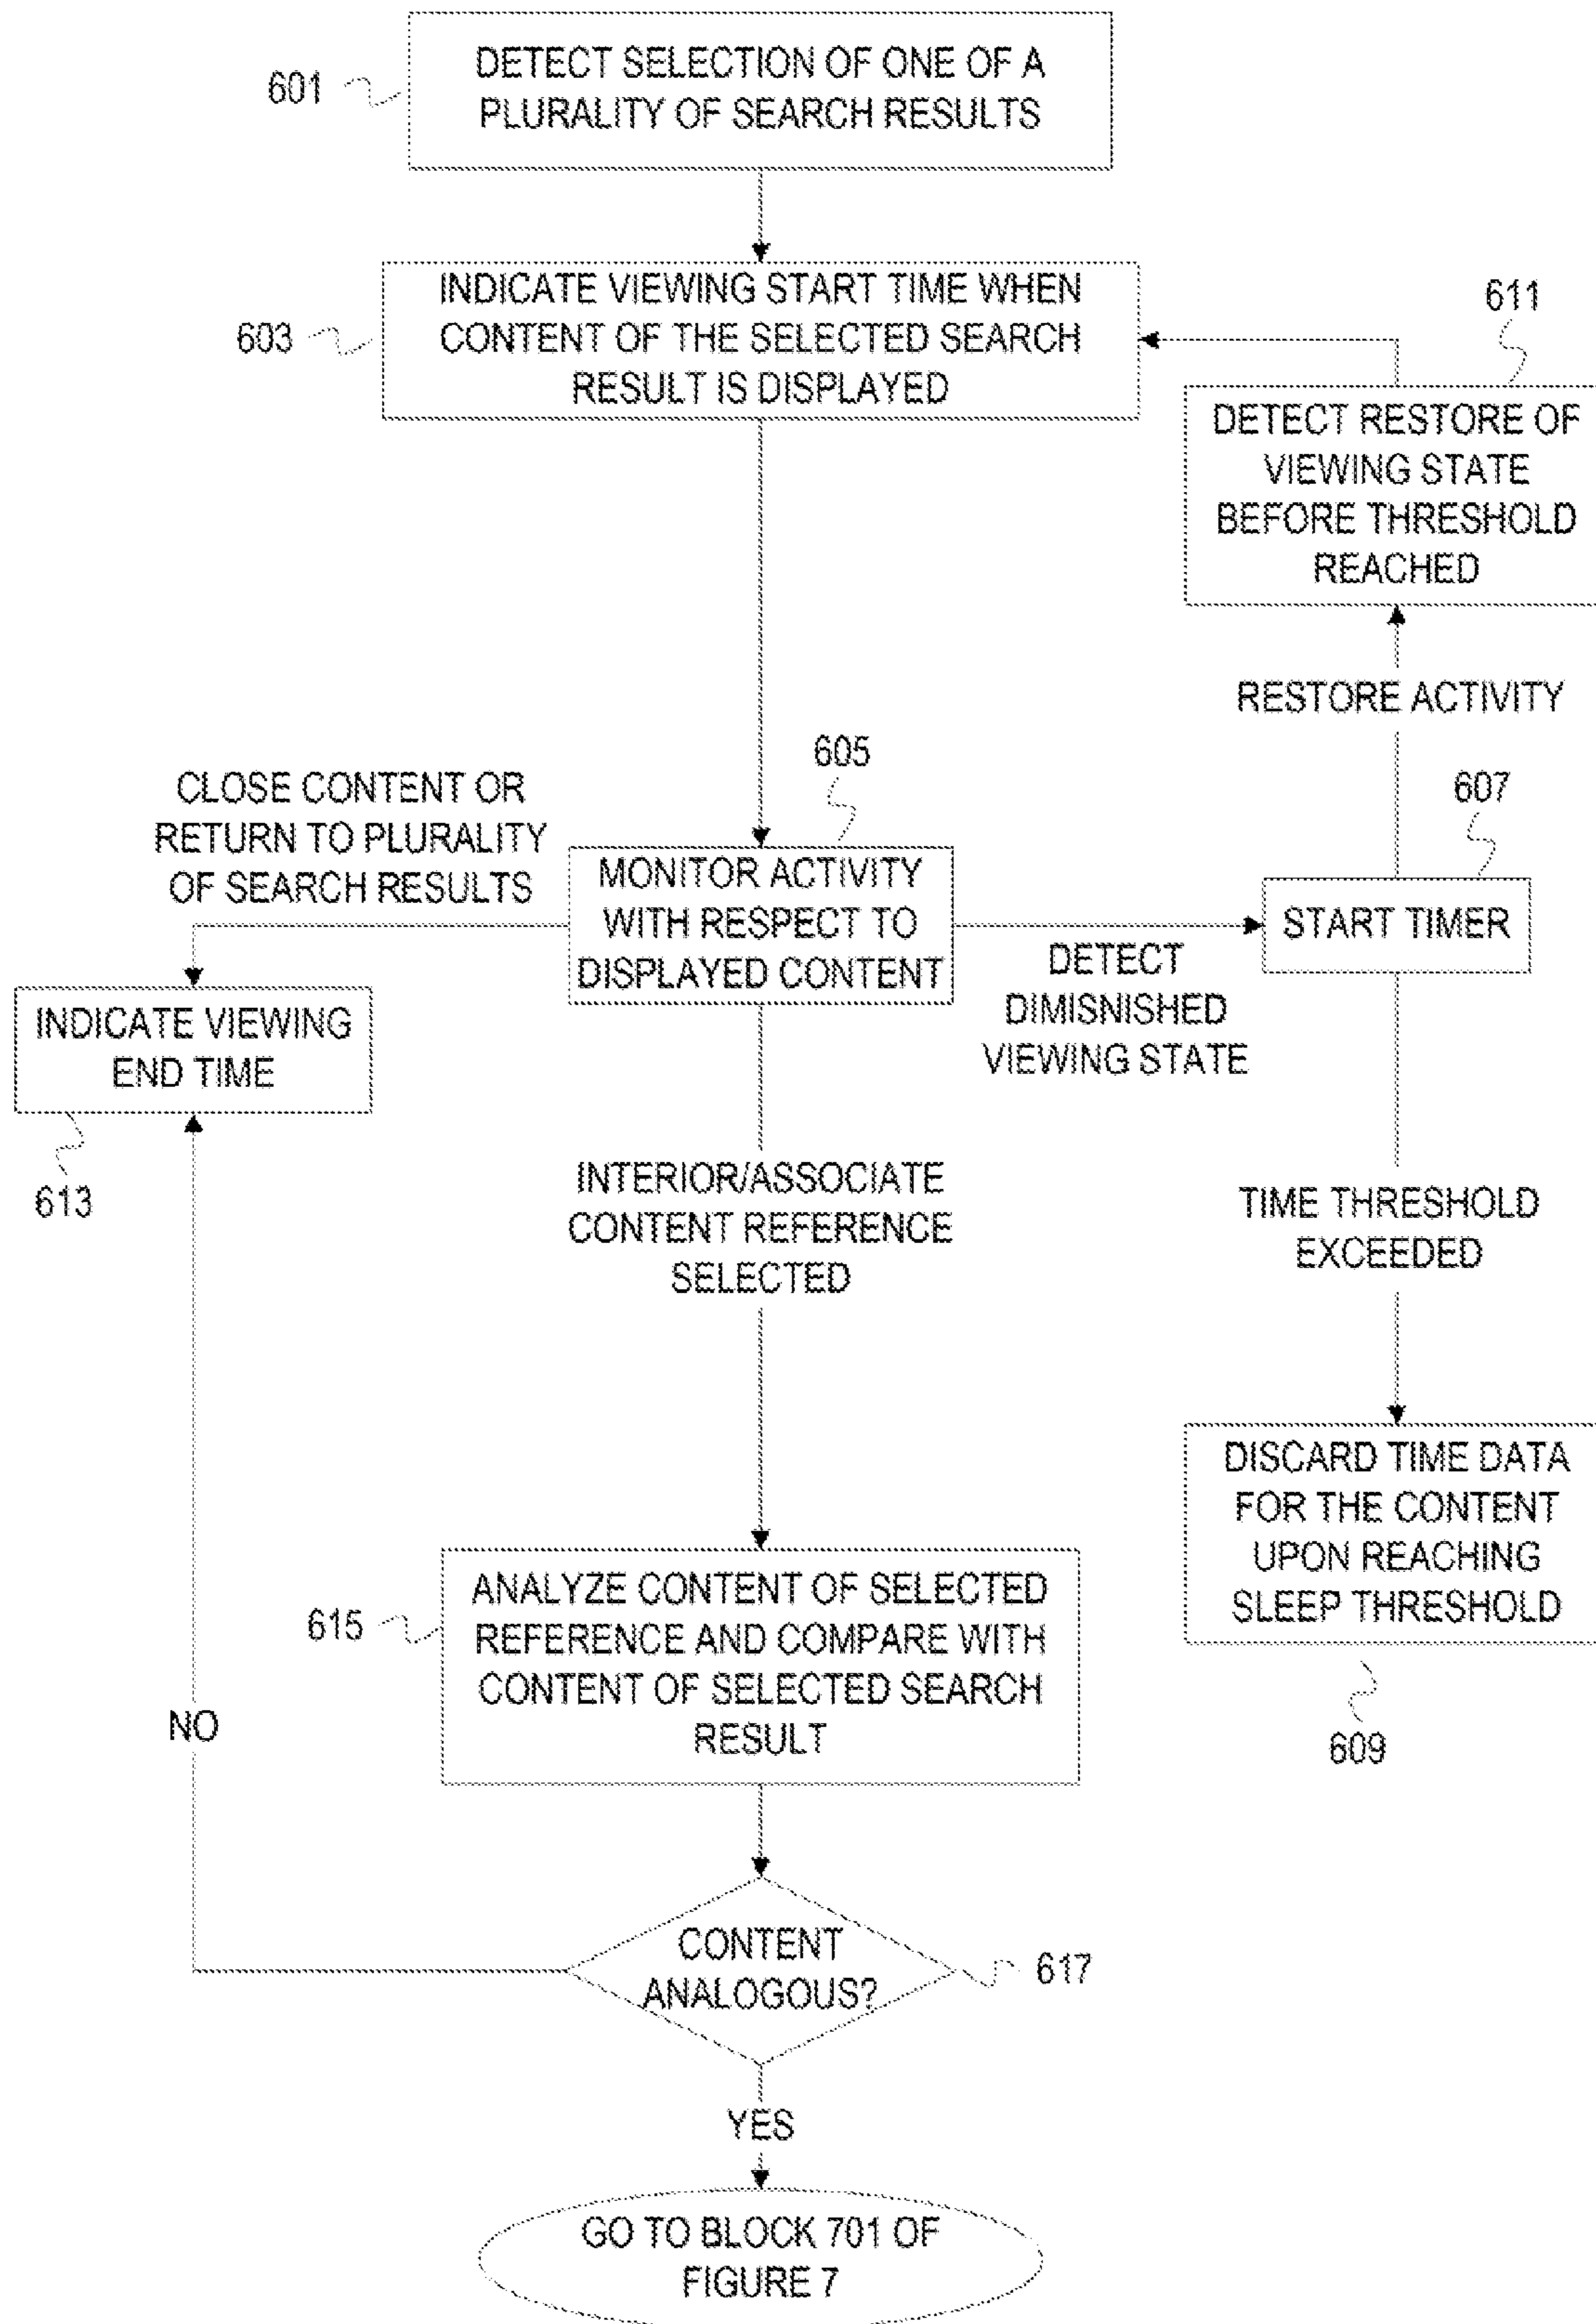 DETECT SELECTION OF ONE OF A
PLURALITY OF SEARCH RESULTS
601
INDICATE VIEWING START TIME WHEN
CONTENT OF THE SELECTED SEARCH
RESULT IS DISPLAYED
603
611
DETECT RESTORE OF
VIEWING STATE
BEFORE THRESHOLD
REACHED
RESTORE ACTIVITY
605
607
CLOSE CONTENT OR
RETURN TO PLURALITY
OF SEARCH RESULTS
MONITOR ACTIVITY
WITH RESPECT TO
DISPLAYED CONTENT
START TIMER
DETECT
DIMISNISHED
VIEWING STATE
INDICATE VIEWING
END TIME
613
INTERIOR/ASSOCIATE
CONTENT REFERENCE
SELECTED
TIME THRESHOLD
EXCEEDED
DISCARD TIME DATA
FOR THE CONTENT
UPON REACHING
SLEEP THRESHOLD
609
ANALYZE CONTENT OF SELECTED
REFERENCE AND COMPARE WITH
CONTENT OF SELECTED SEARCH
RESULT
615
NO
CONTENT
ANALOGOUS?
617
YES
GO TO BLOCK 701 OF
FIGURE 7